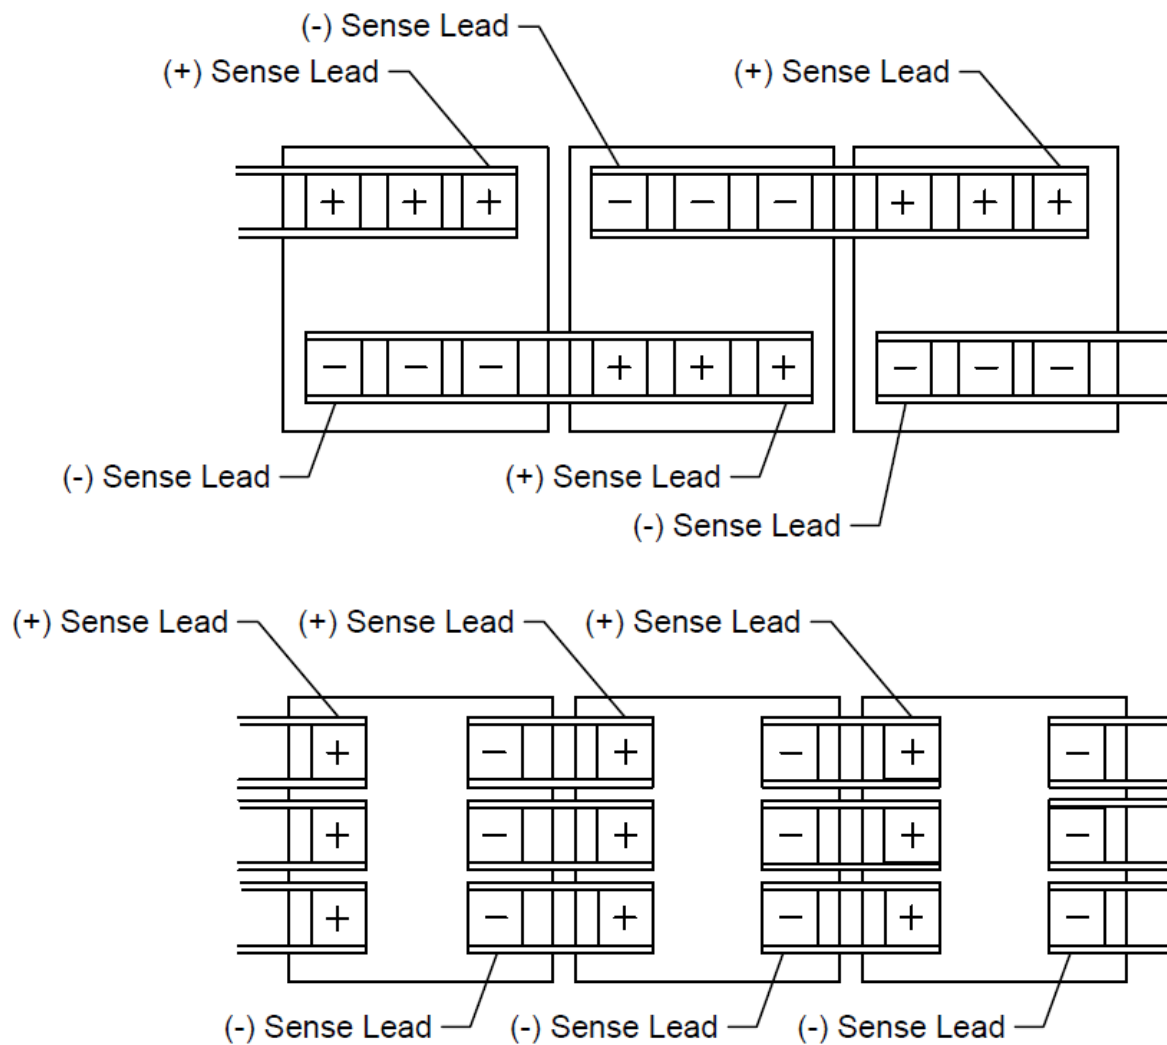 (-) Sense Lead
(+) Sense Lead (+) Sense Lead
+ + + - - - + + +
- - - + + + - - -
(-) Sense Lead (+) Sense Lead
(-) Sense Lead
(+) Sense Lead (+) Sense Lead (+) Sense Lead
+ - + - + -
+ - + - + -
+ - + - + -
(-) Sense Lead (-) Sense Lead (-) Sense Lead